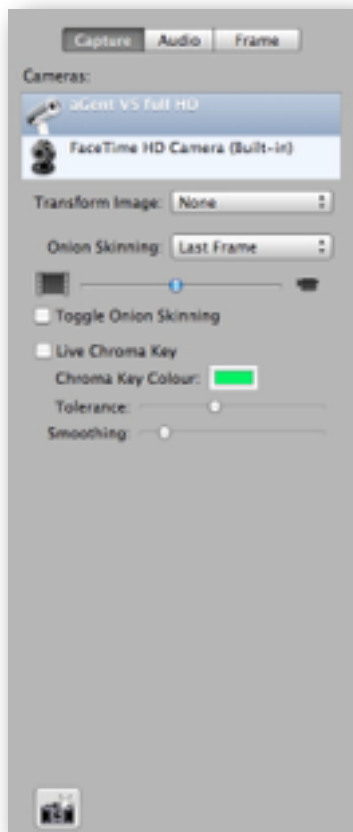 Capture Audio Frame
Cameras:
aGent V5 full HD
FaceTime HD Camera (Built-in)
Transform Image: None
Onion Skinning: Last Frame
Toggle Onion Skinning
Live Chroma Key
Chroma Key Colour:
Tolerance:
Smoothing: